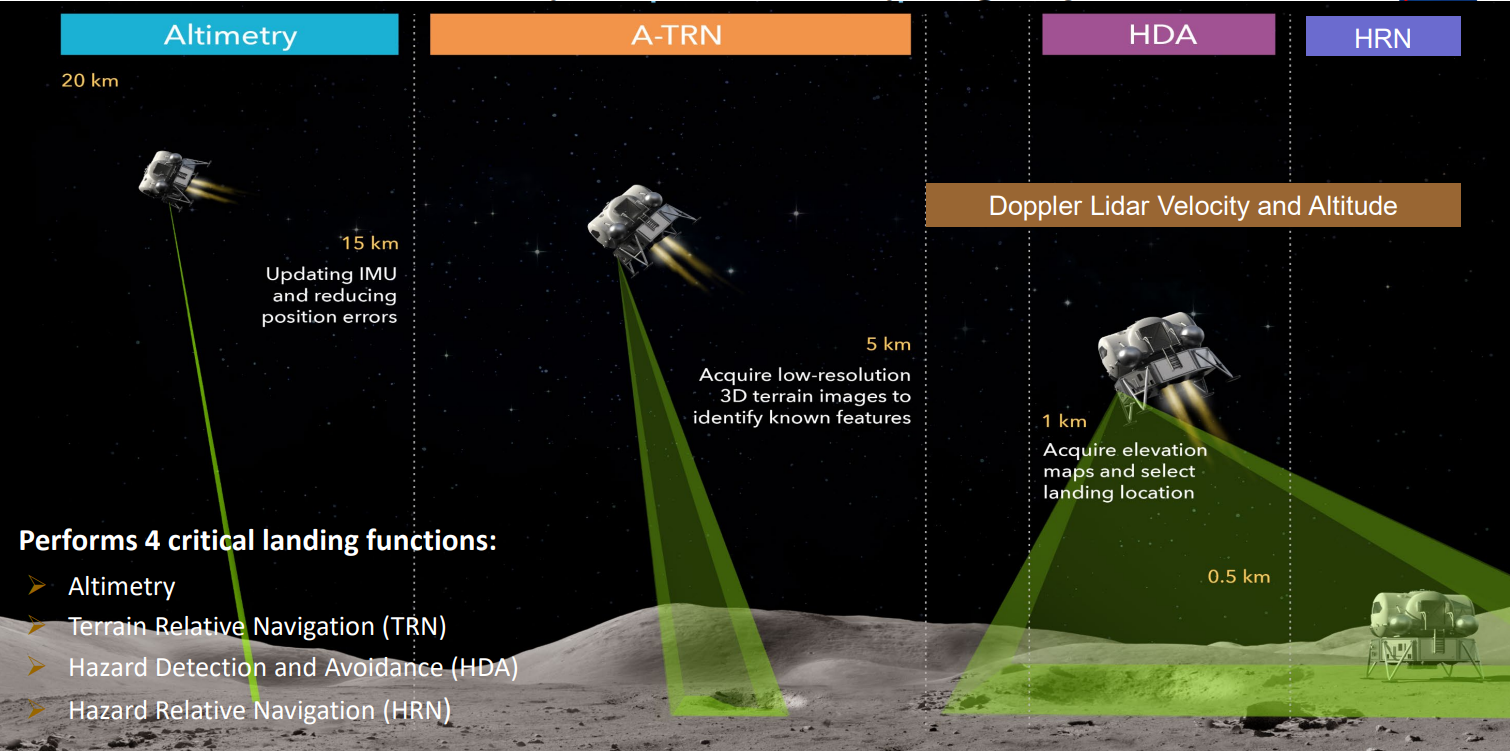 Altimetry
A-TRN
HDA
HRN
20 km
Doppler Lidar Velocity and Altitude
15 km
Updating IMU
and reducing
position errors
5 km
Acquire low-resolution
3D terrain images to
identify known features
1 km
Acquire elevation
maps and select
landing location
0.5 km
Performs 4 critical landing functions:
Altimetry
Terrain Relative Navigation (TRN)
Hazard Detection and Avoidance (HDA)
Hazard Relative Navigation (HRN)